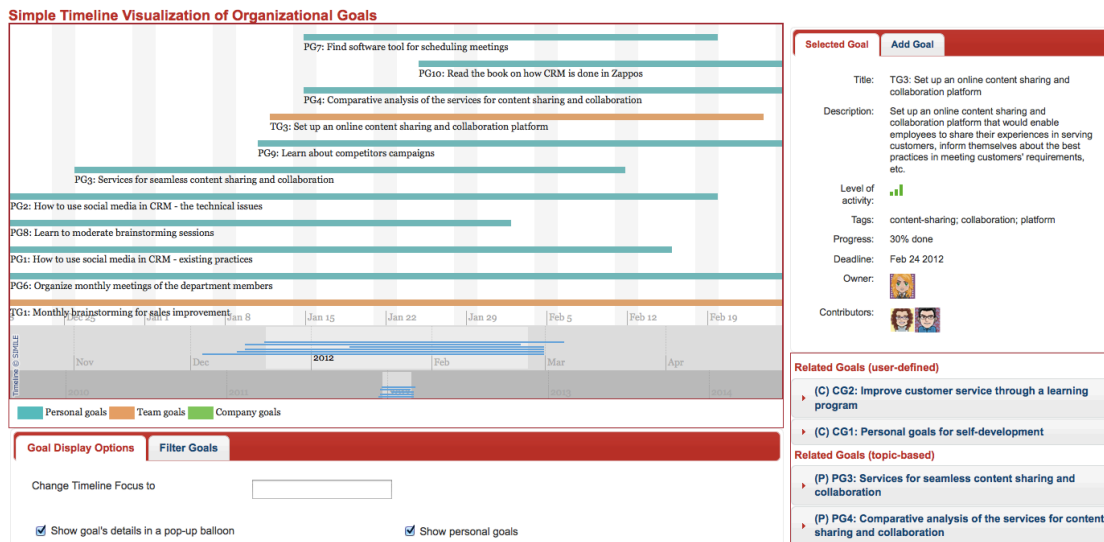 Simple Timeline Visualization of Organizational Goals
PG7: Find software tool for scheduling meetings
PG10: Read the book on how CRM is done in Zappos
PG4: Comparative analysis of the services for content sharing and collaboration
TG3: Set up an online content sharing and collaboration platform
PG9: Learn about competitors campaigns
PG3: Services for seamless content sharing and collaboration
PG2: How to use social media in CRM - the technical issues
PG8: Learn to moderate brainstorming sessions
PG1: How to use social media in CRM - existing practices
PG6: Organize monthly meetings of the department members
TG1: Monthly brainstorming for sales improvement
Dec 25 Jan 1 Jan 8 Jan 15 Jan 22 Jan 29 Feb 5 Feb 12 Feb 19
Nov Dec 2012 Feb Mar Apr
2010 2011 2013 2014
Timeline © SIMILE
Personal goals Team goals Company goals
Goal Display Options Filter Goals
Change Timeline Focus to
Show goal's details in a pop-up balloon Show personal goals
Selected Goal Add Goal
Title: TG3: Set up an online content sharing and
collaboration platform
Description: Set up an online content sharing and
collaboration platform that would enable
employees to share their experiences in serving
customers, inform themselves about the best
practices in meeting customers' requirements,
etc.
Level of
activity:
Tags: content-sharing; collaboration; platform
Progress: 30% done
Deadline: Feb 24 2012
Owner:
Contributors:
Related Goals (user-defined)
(C) CG2: Improve customer service through a learning
program
(C) CG1: Personal goals for self-development
Related Goals (topic-based)
(P) PG3: Services for seamless content sharing and
collaboration
(P) PG4: Comparative analysis of the services for content
sharing and collaboration